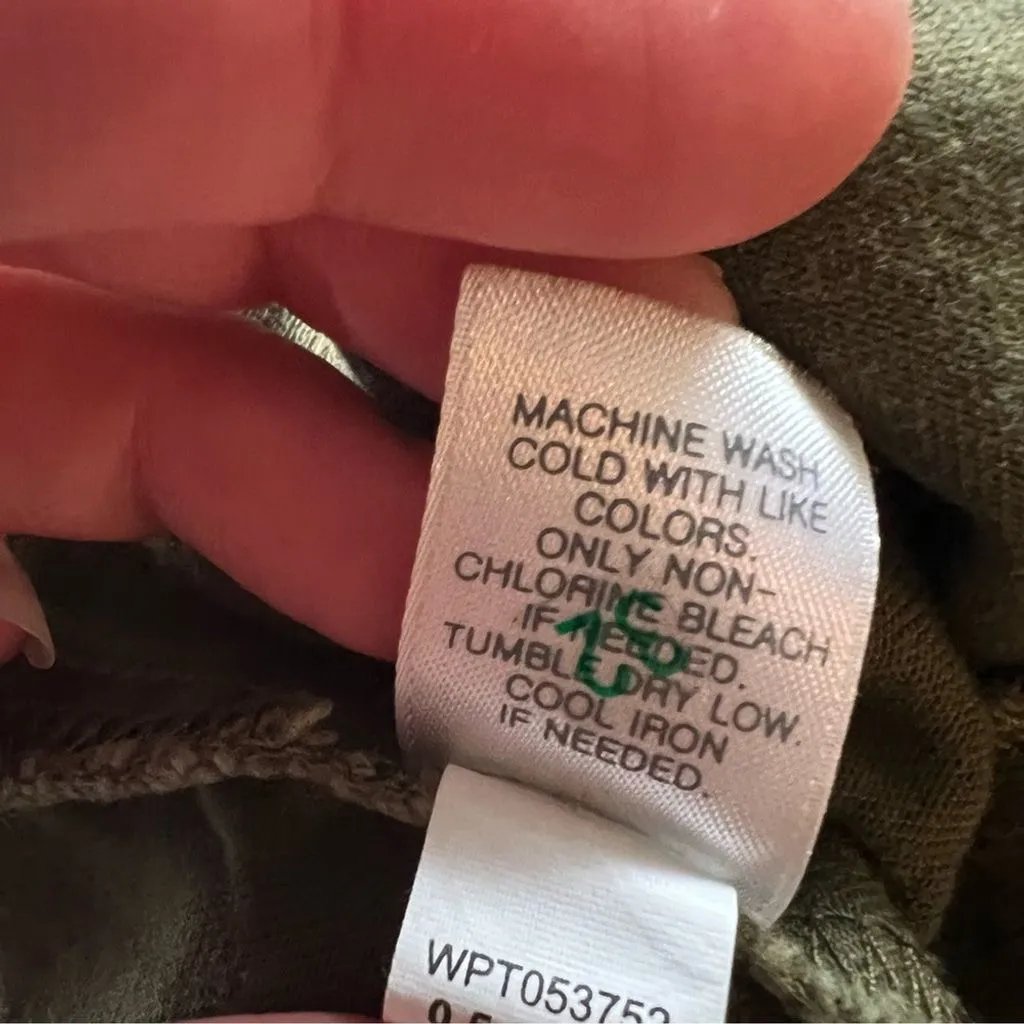 MACHINE WASH
COLD WITH LIKE
COLORS.
ONLY NON-
CHLORINE BLEACH
IF NEEDED.
TUMBLE DRY LOW.
COOL IRON
IF NEEDED.
WPT053752